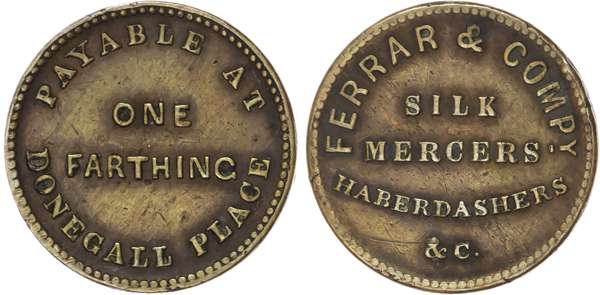 PAYABLE AT
ONE
FARTHING
DONEGALL PLACE
FERRAR & COMPY
SILK
MERCERS.
HABERDASHERS
&C.